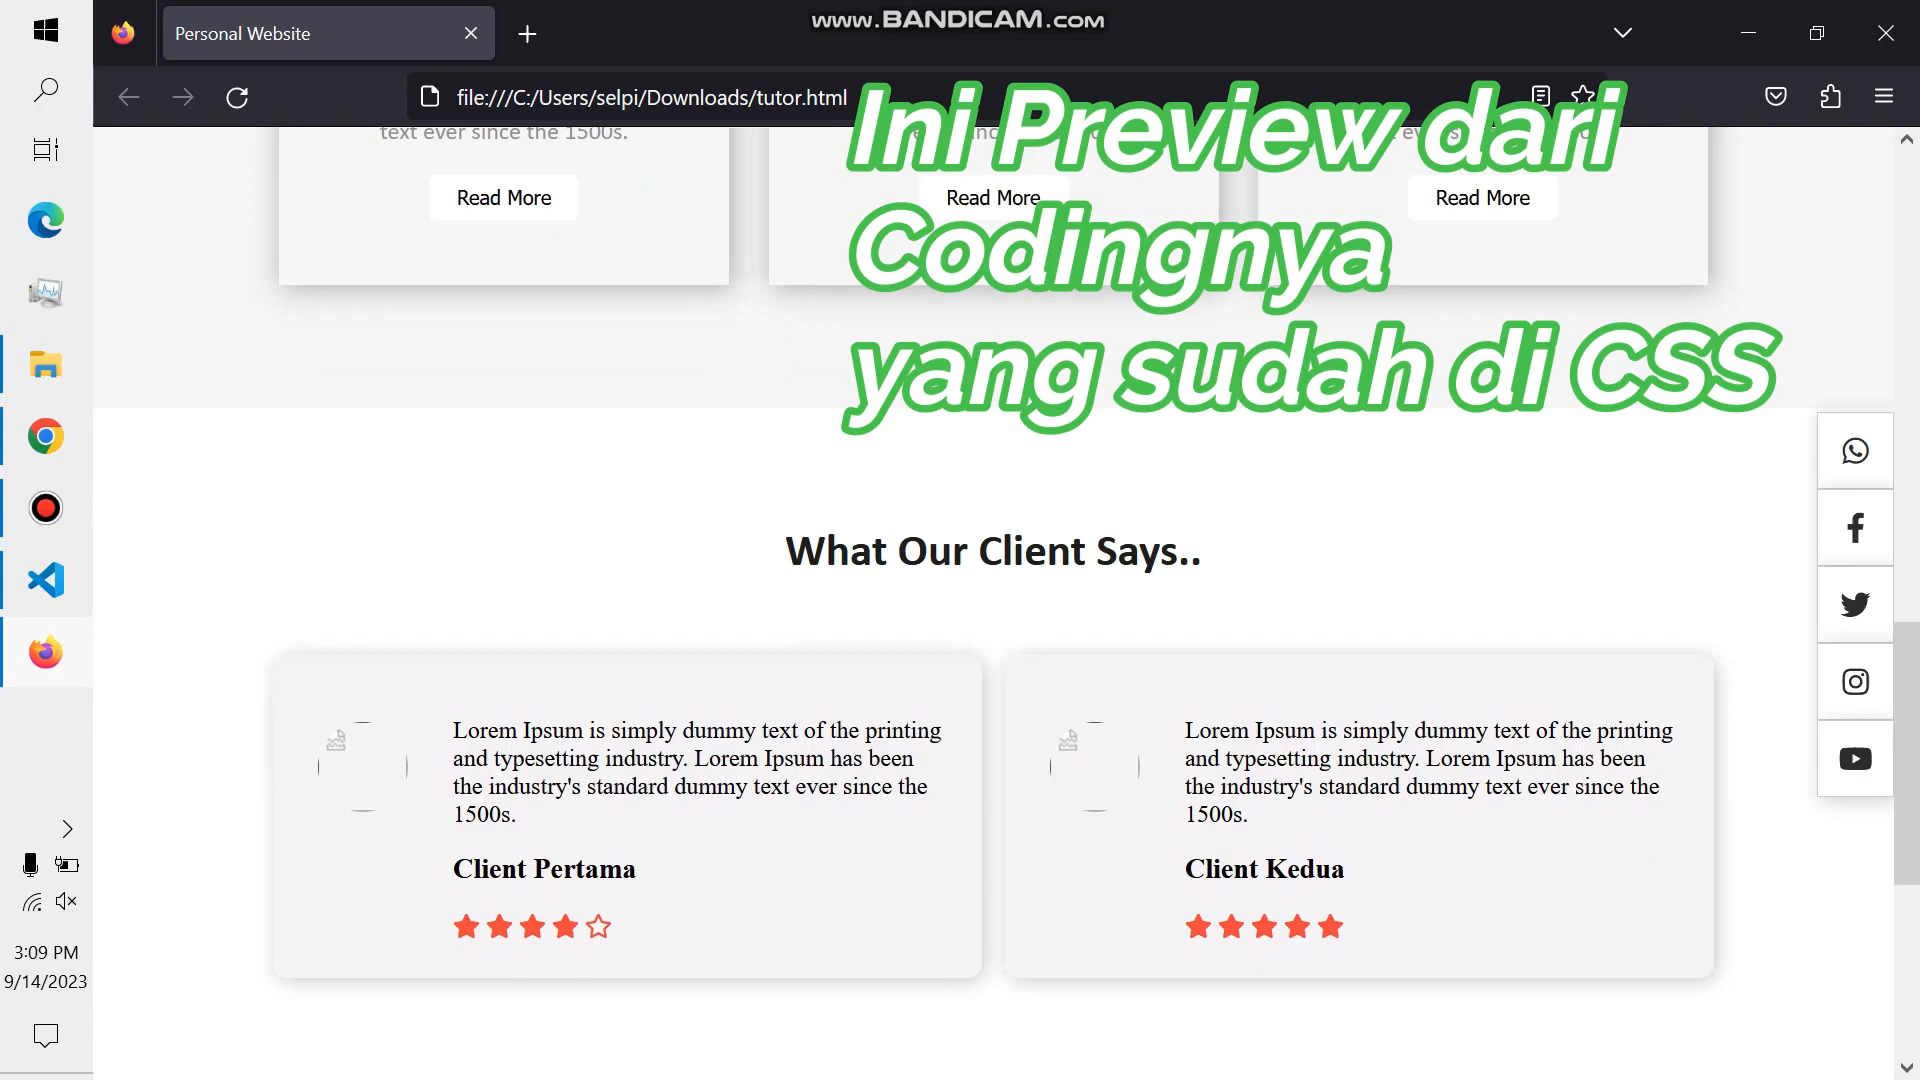 www.BANDICAM.com
Personal Website
file:///C:/Users/selpi/Downloads/tutor.html
Ini Preview dari
Codingnya
yang sudah di CSS
text ever since the 1500s.
Read More
Read More
Read More
What Our Client Says..
Lorem Ipsum is simply dummy text of the printing
and typesetting industry. Lorem Ipsum has been
the industry's standard dummy text ever since the
1500s.
Client Pertama
Lorem Ipsum is simply dummy text of the printing
and typesetting industry. Lorem Ipsum has been
the industry's standard dummy text ever since the
1500s.
Client Kedua
3:09 PM
9/14/2023